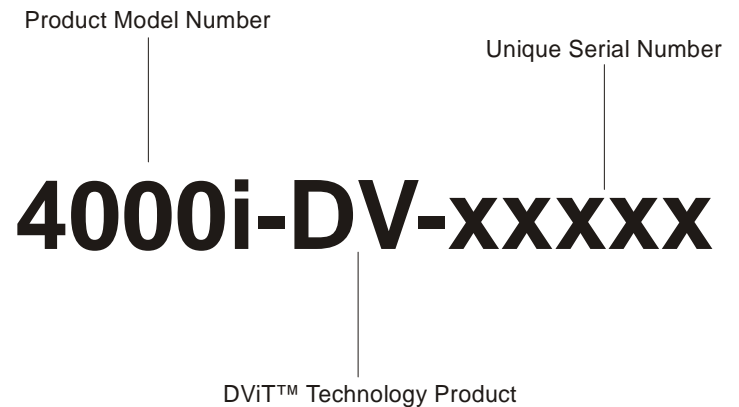 Product Model Number
Unique Serial Number
4000i-DV-xxxxx
DViT™ Technology Product